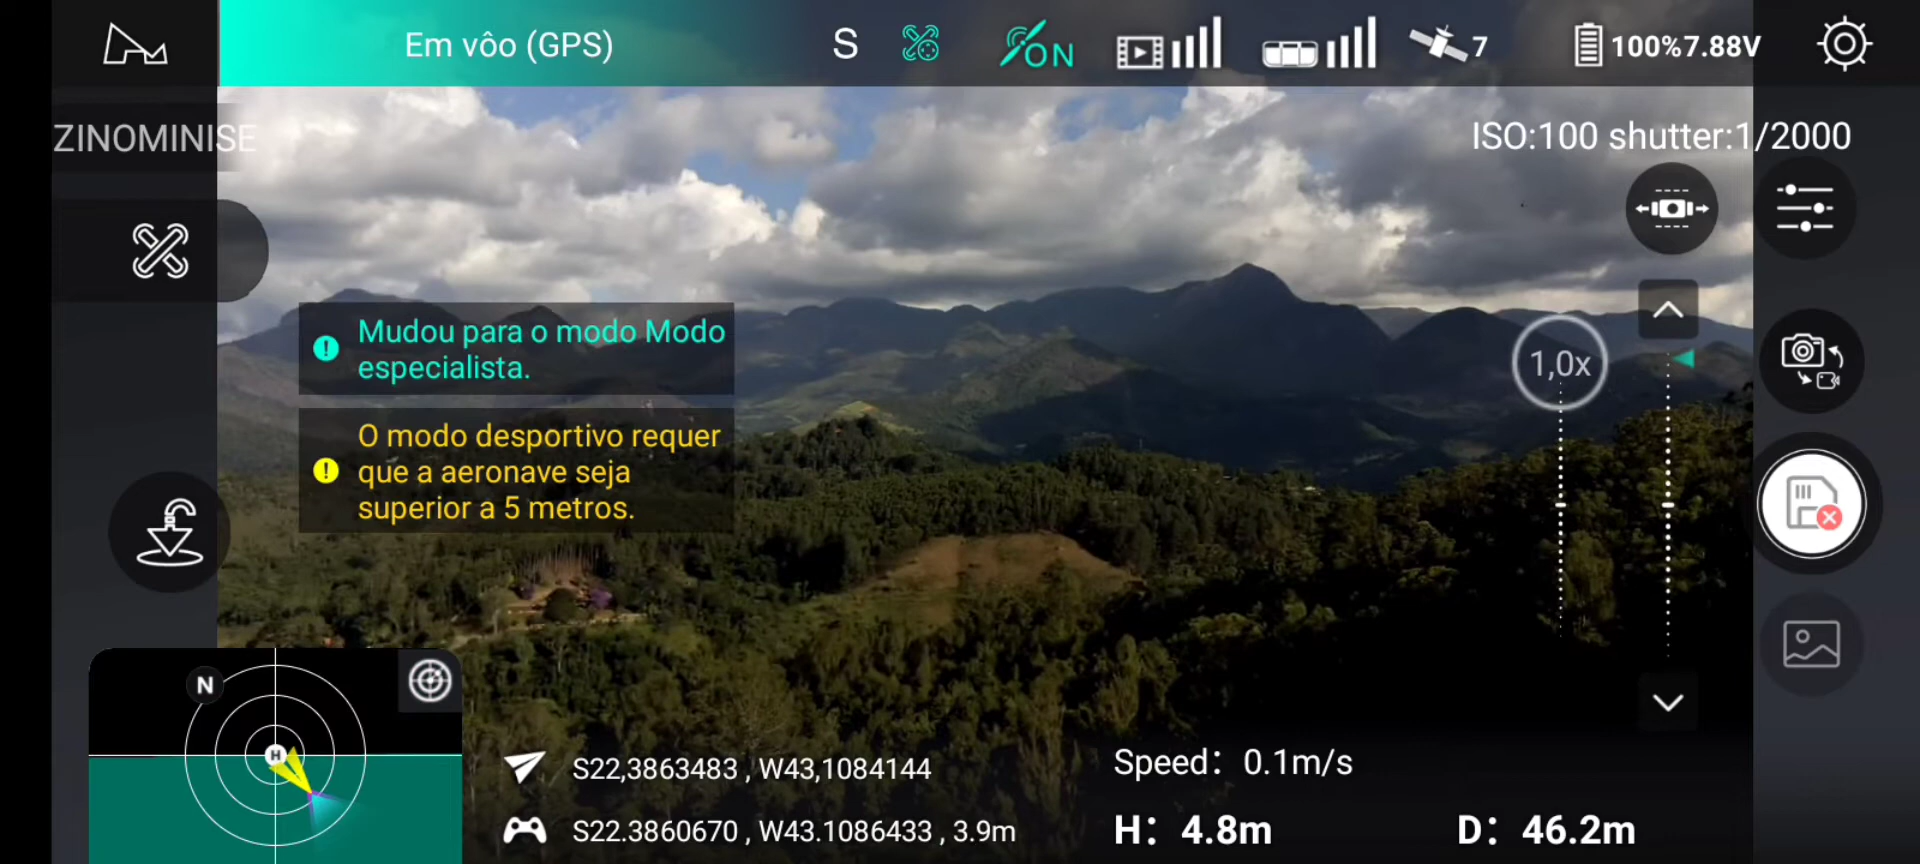 Em vôo (GPS)
S
ON
7
100%7.88V
ZINOMINISE
ISO:100 shutter:1/2000
Mudou para o modo Modo
especialista.
1,0x
O modo desportivo requer
que a aeronave seja
superior a 5 metros.
N
H
S22,3863483 , W43,1084144
Speed: 0.1m/s
S22.3860670 , W43.1086433 , 3.9m
H: 4.8m
D: 46.2m